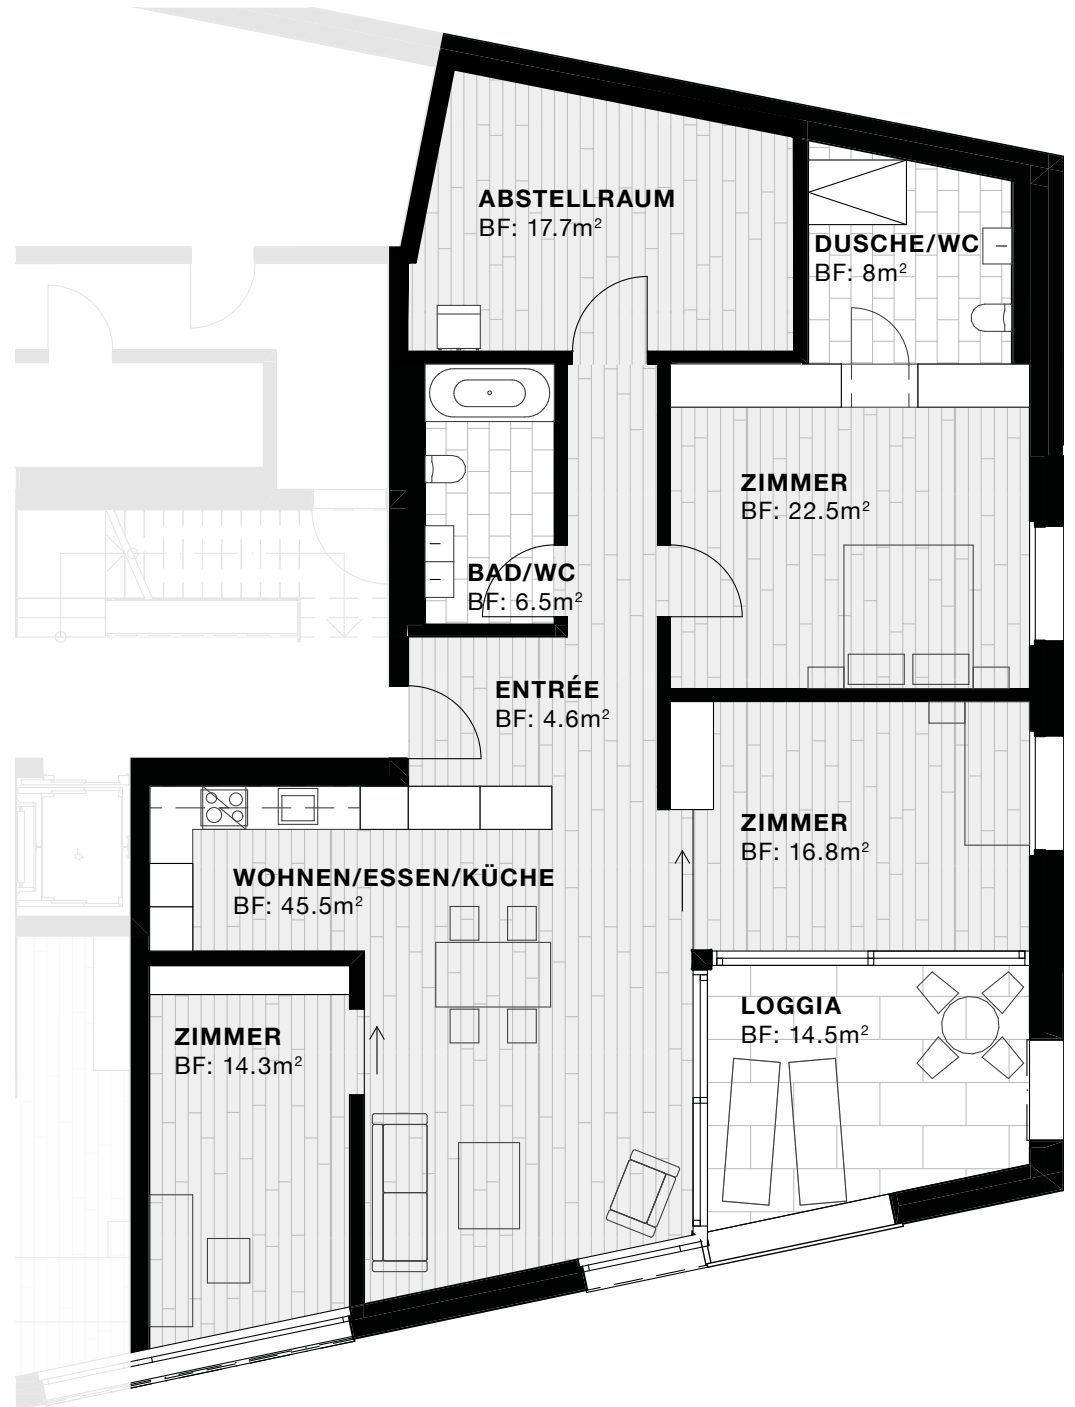 ABSTELLRAUM
BF: 17.7m²
DUSCHE/WC
BF: 8m²
ZIMMER
BF: 22.5m²
BAD/WC
BF: 6.5m²
ENTRÉE
BF: 4.6m²
ZIMMER
BF: 16.8m²
WOHNEN/ESSEN/KÜCHE
BF: 45.5m²
LOGGIA
BF: 14.5m²
ZIMMER
BF: 14.3m²